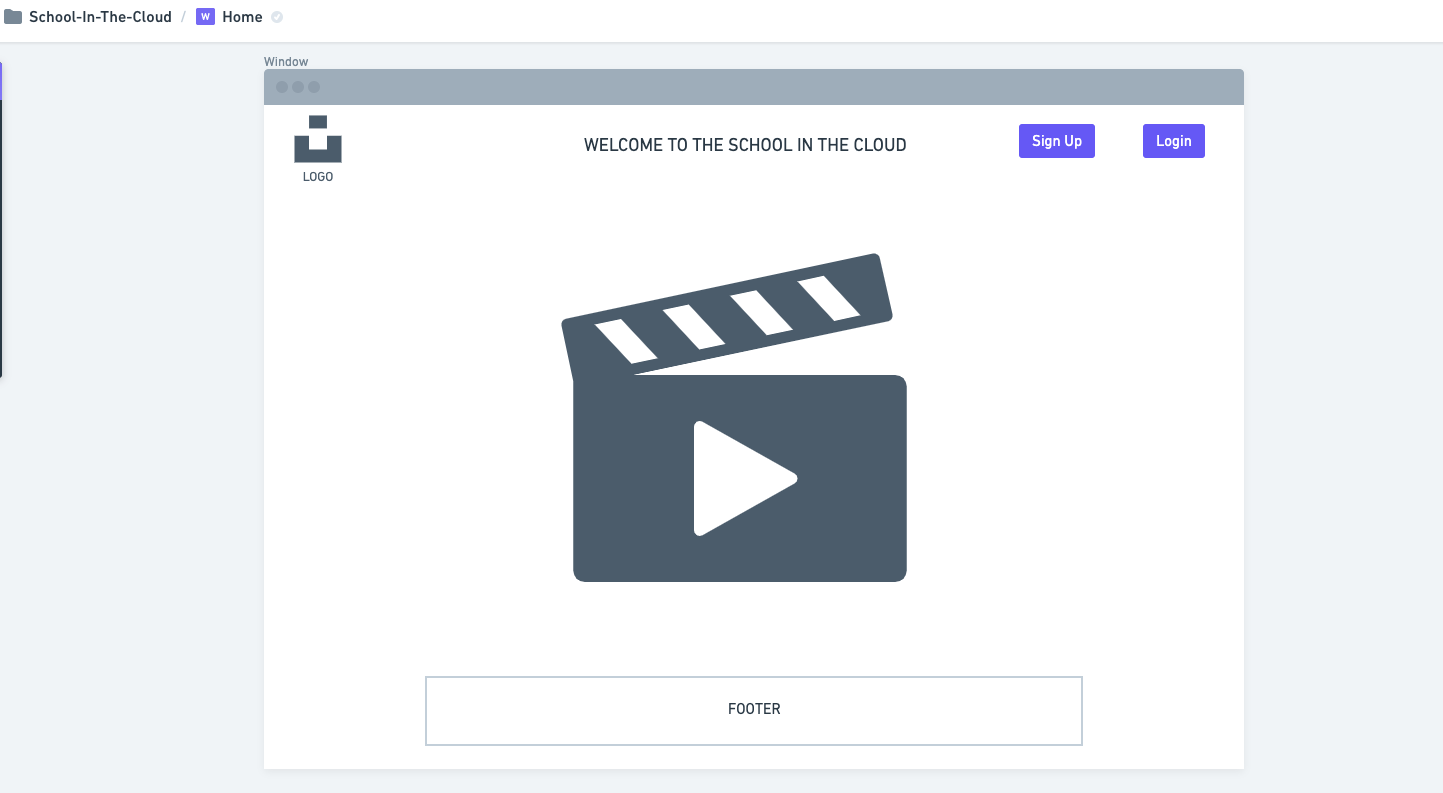 School-In-The-Cloud / W Home
Window
WELCOME TO THE SCHOOL IN THE CLOUD
Sign Up
Login
LOGO
FOOTER